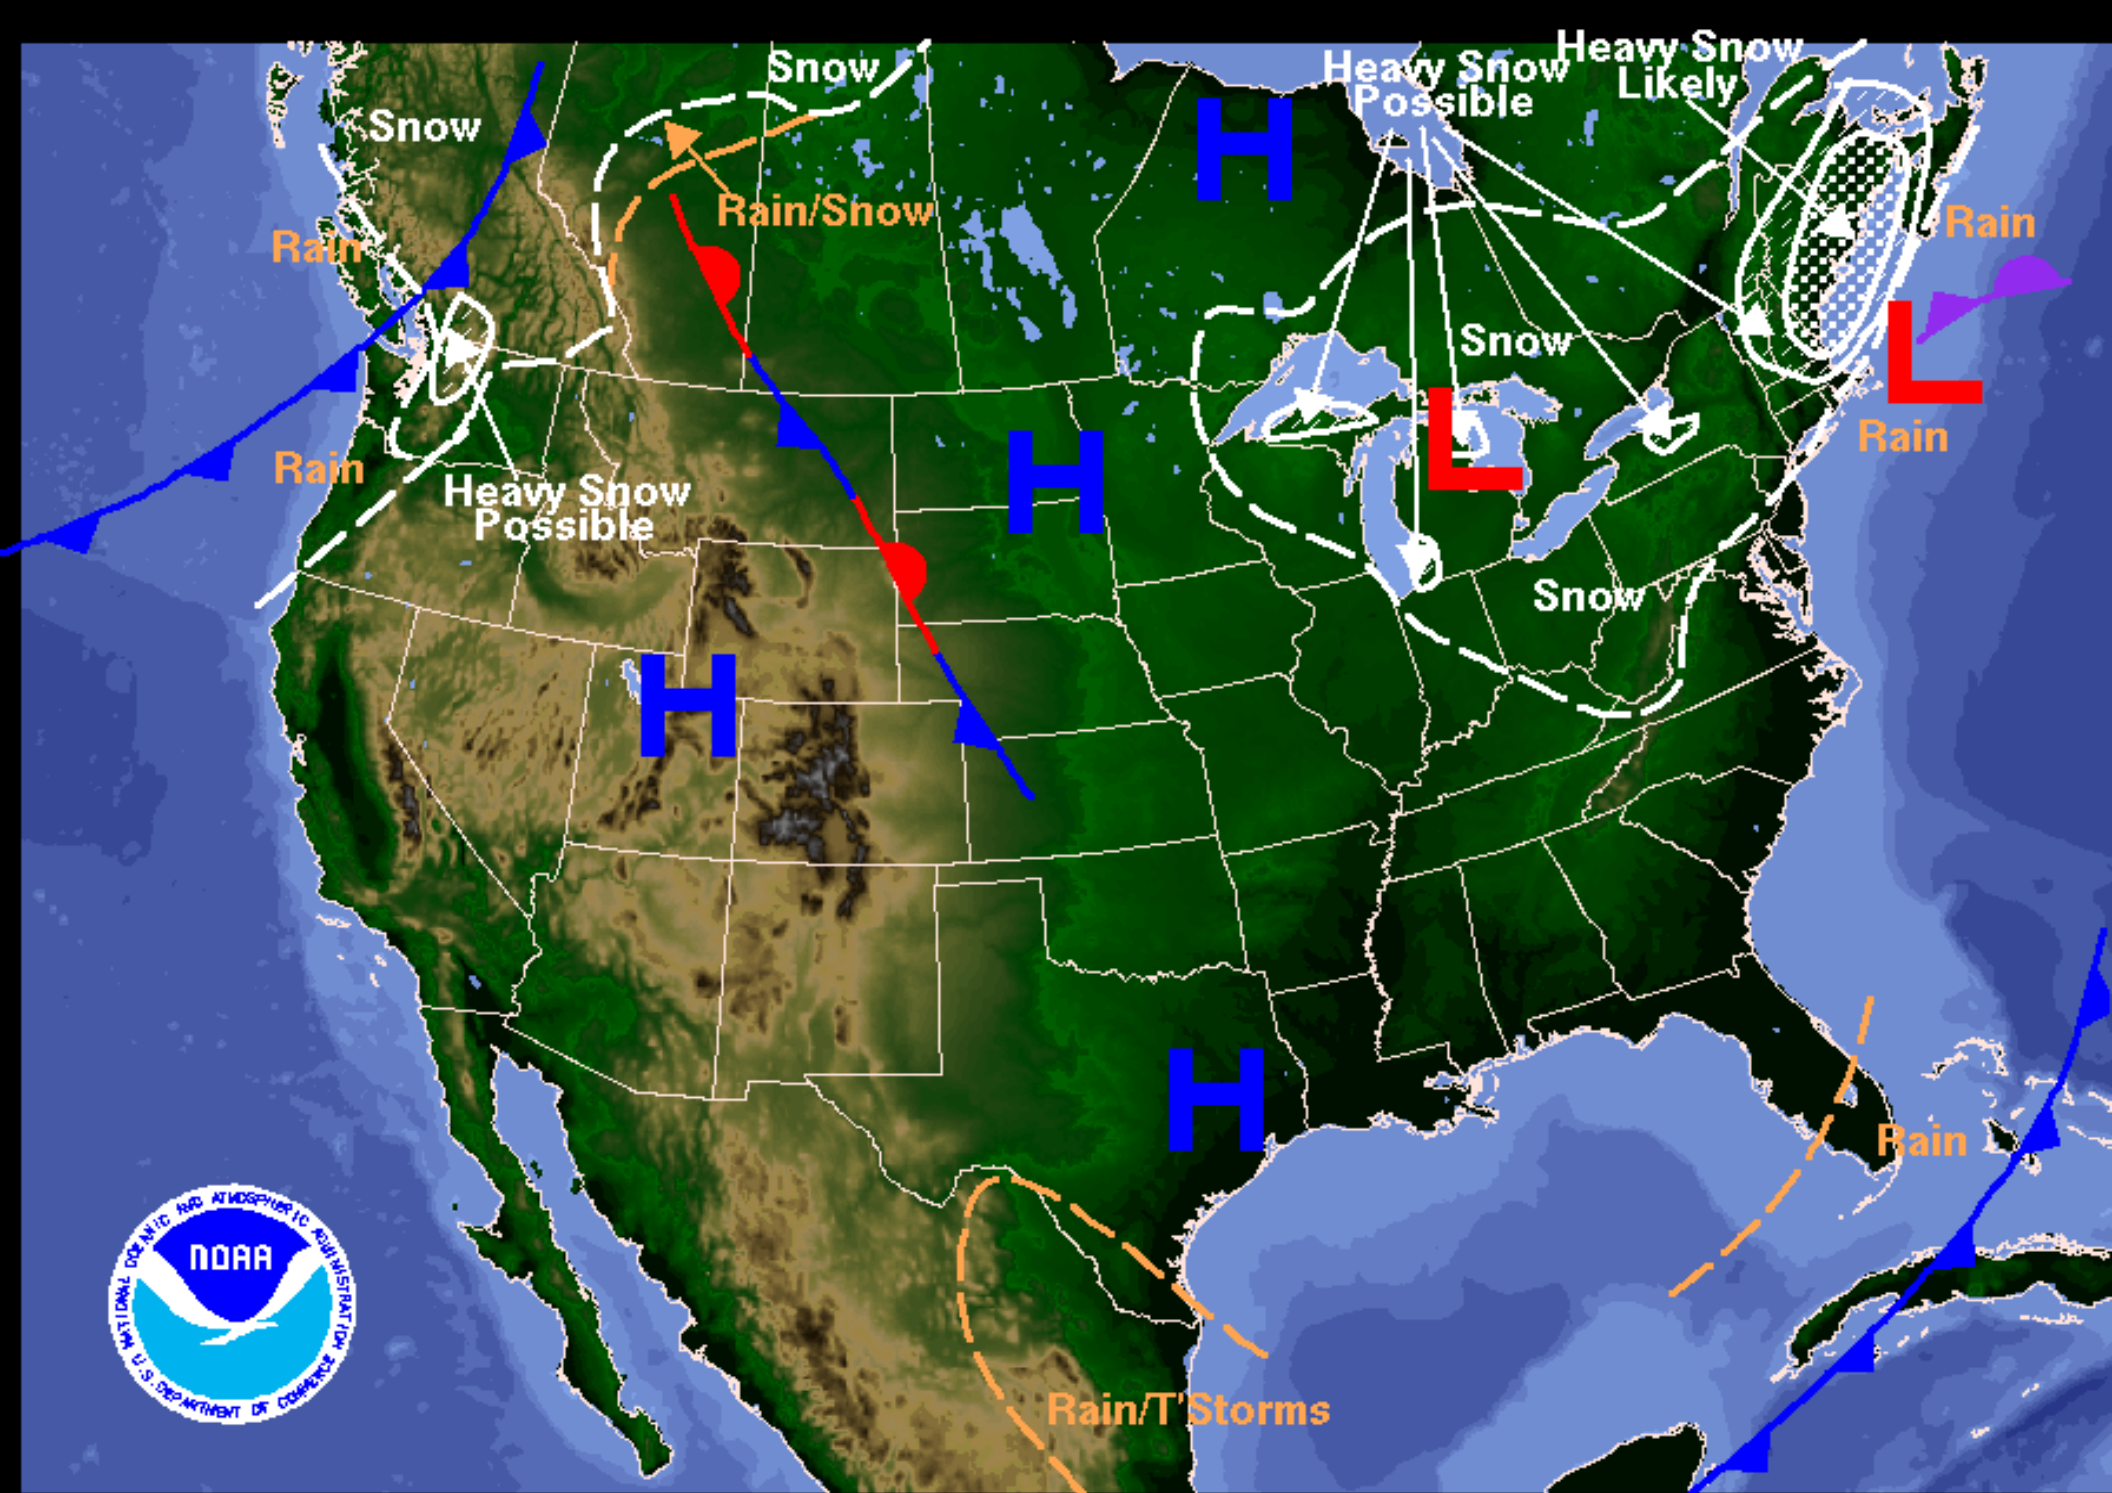 Snow
Heavy Snow
Possible
Heavy Snow
Likely
Snow
Rain/Snow
Rain
Rain
H
Snow
L
L
Rain
H
Rain
Heavy Snow
Possible
Snow
H
H
Rain
NATIONAL OCEANIC AND ATMOSPHERIC ADMINISTRATION
NOAA
U.S. DEPARTMENT OF COMMERCE
Rain/T'Storms